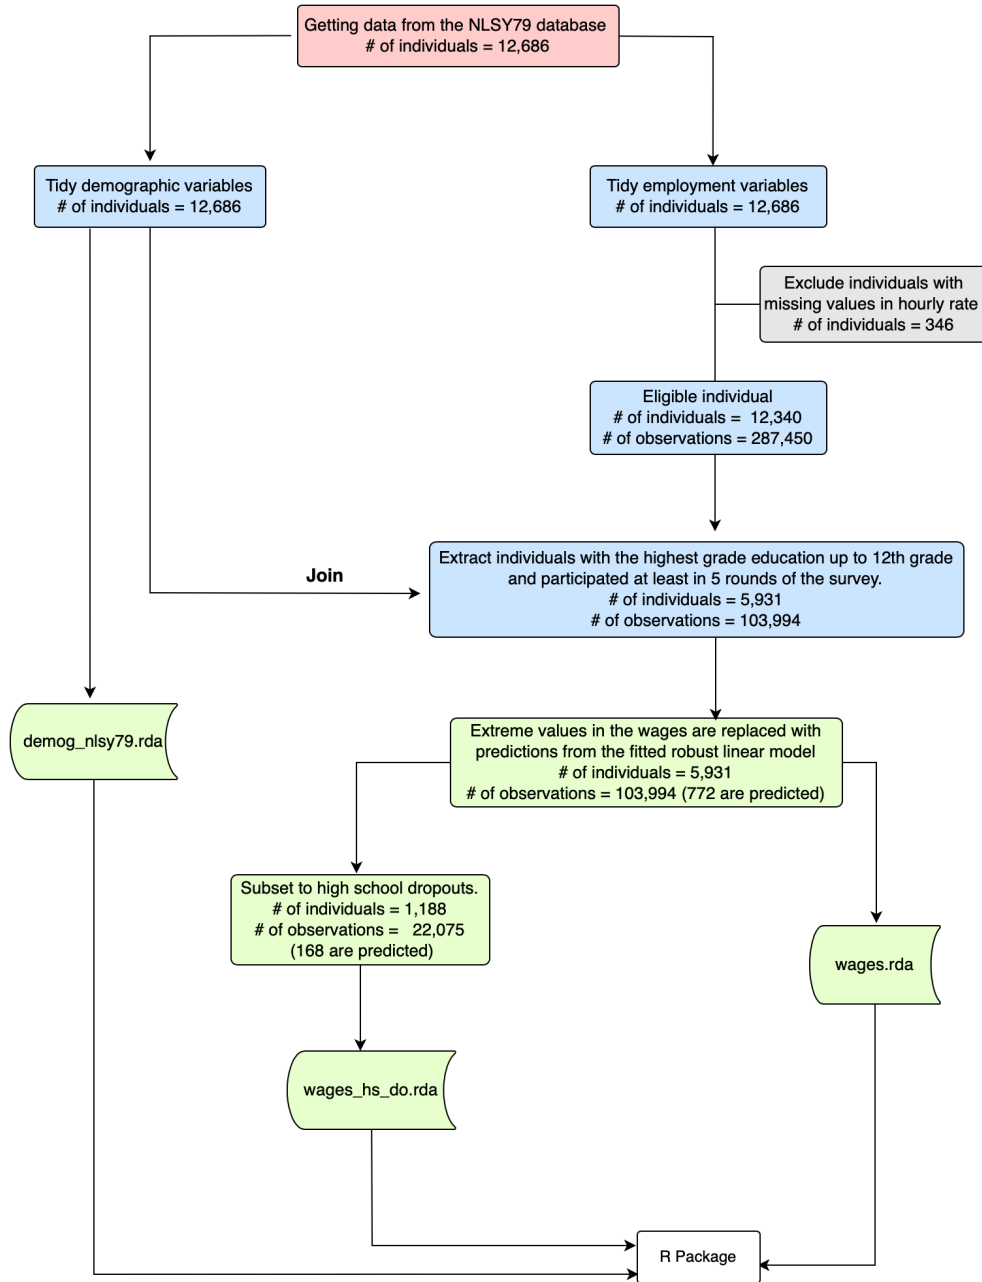 Getting data from the NLSY79 database
# of individuals = 12,686
Tidy demographic variables
# of individuals = 12,686
Tidy employment variables
# of individuals = 12,686
Exclude individuals with
missing values in hourly rate
# of individuals = 346
Eligible individual
# of individuals = 12,340
# of observations = 287,450
Join
Extract individuals with the highest grade education up to 12th grade
and participated at least in 5 rounds of the survey.
# of individuals = 5,931
# of observations = 103,994
demog_nlsy79.rda
Extreme values in the wages are replaced with
predictions from the fitted robust linear model
# of individuals = 5,931
# of observations = 103,994 (772 are predicted)
Subset to high school dropouts.
# of individuals = 1,188
# of observations = 22,075
(168 are predicted)
wages.rda
wages_hs_do.rda
R Package